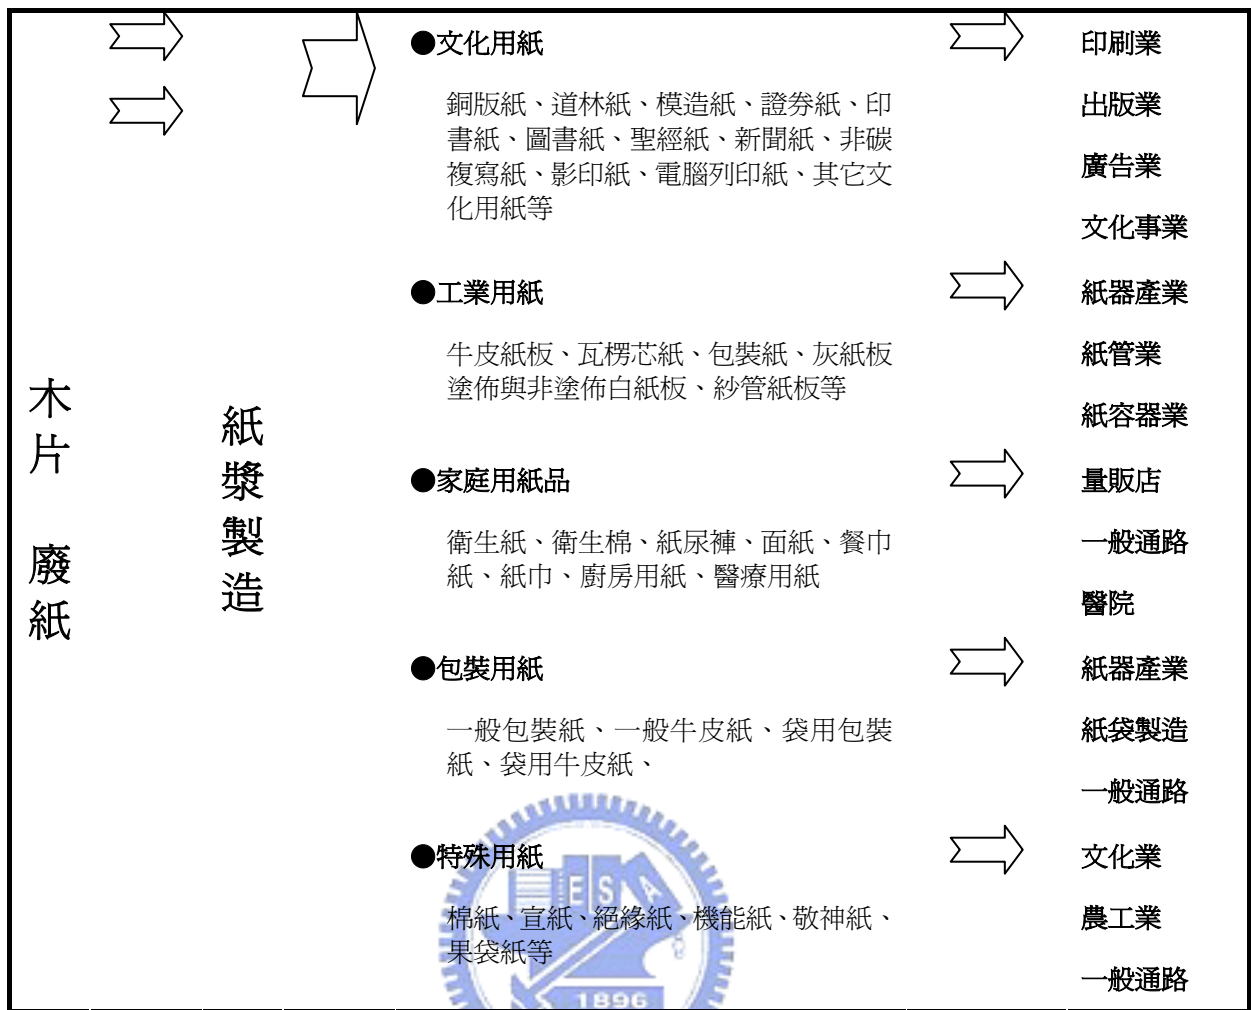 木片 廢紙
紙漿製造
●文化用紙
銅版紙、道林紙、模造紙、證券紙、印
書紙、圖書紙、聖經紙、新聞紙、非碳
複寫紙、影印紙、電腦列印紙、其它文
化用紙等
印刷業
出版業
廣告業
文化事業
●工業用紙
牛皮紙板、瓦楞芯紙、包裝紙、灰紙板
塗佈與非塗佈白紙板、紗管紙板等
紙器產業
紙管業
紙容器業
●家庭用紙品
衛生紙、衛生棉、紙尿褲、面紙、餐巾
紙、紙巾、廚房用紙、醫療用紙
量販店
一般通路
醫院
●包裝用紙
一般包裝紙、一般牛皮紙、袋用包裝
紙、袋用牛皮紙、
紙器產業
紙袋製造
一般通路
●特殊用紙
棉紙、宣紙、絕緣紙、機能紙、敬神紙、
果袋紙等
文化業
農工業
一般通路
E S A
1896